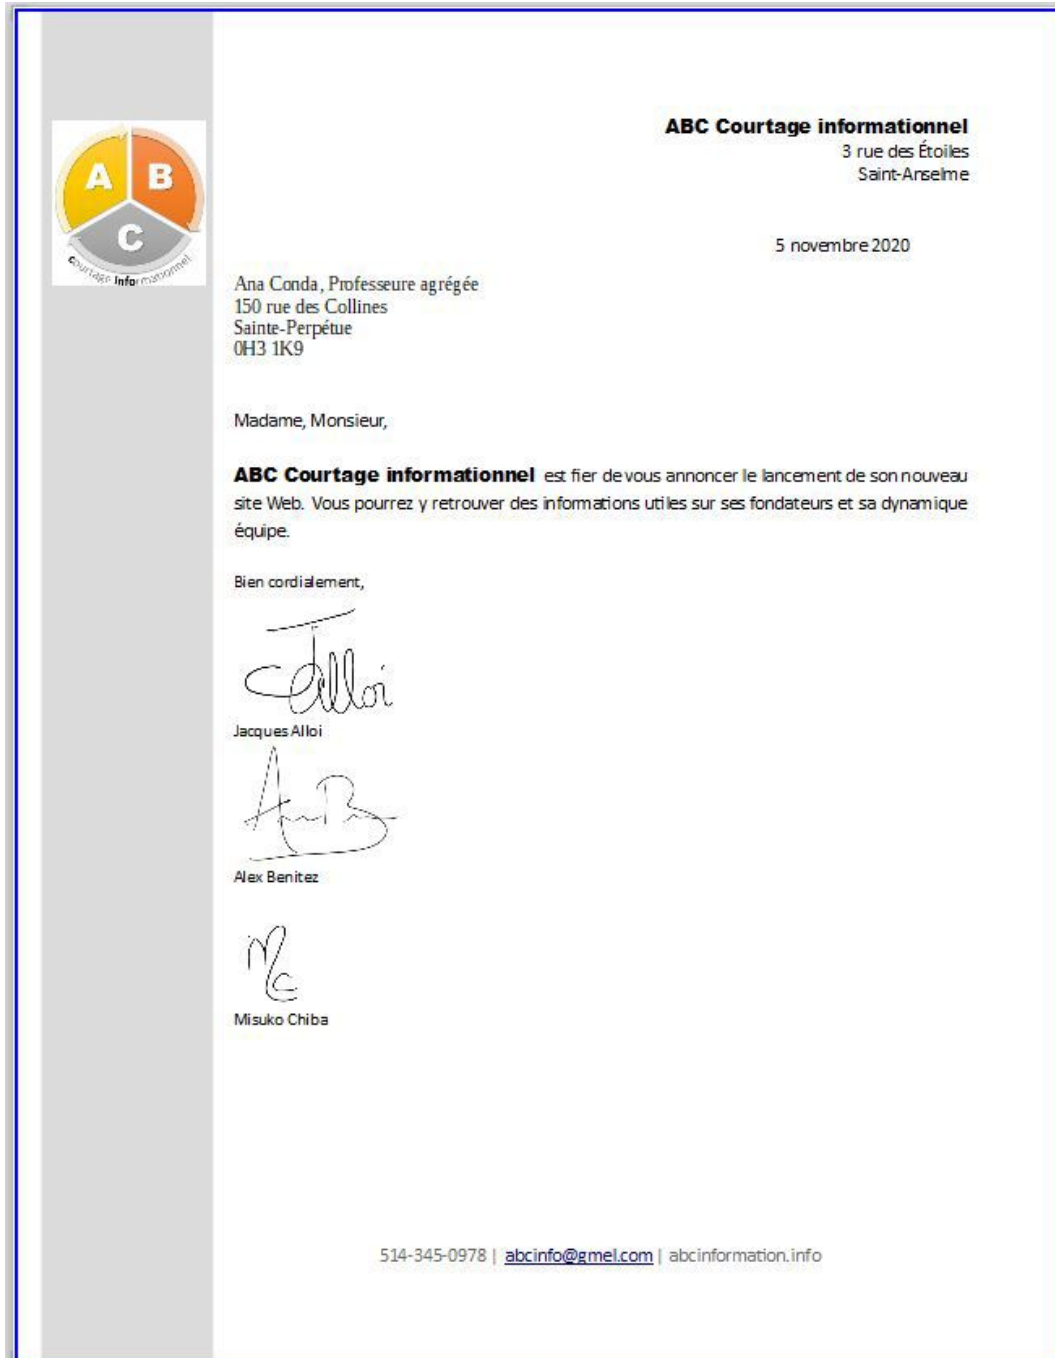 ABC Courtage informationnel
3 rue des Étoiles
Saint-Anselme
A B
C
courtage informationnel
5 novembre 2020
Ana Conda, Professeure agrégée
150 rue des Collines
Sainte-Perpétue
0H3 1K9
Madame, Monsieur,
ABC Courtage informationnel est fier de vous annoncer le lancement de son nouveau
site Web. Vous pourrez y retrouver des informations utiles sur ses fondateurs et sa dynamique
équipe.
Bien cordialement,
JAlloi
Jacques Alloi
Alex Benitez
MC
Misuko Chiba
514-345-0978 | abcinfo@gmel.com | abcinformation.info